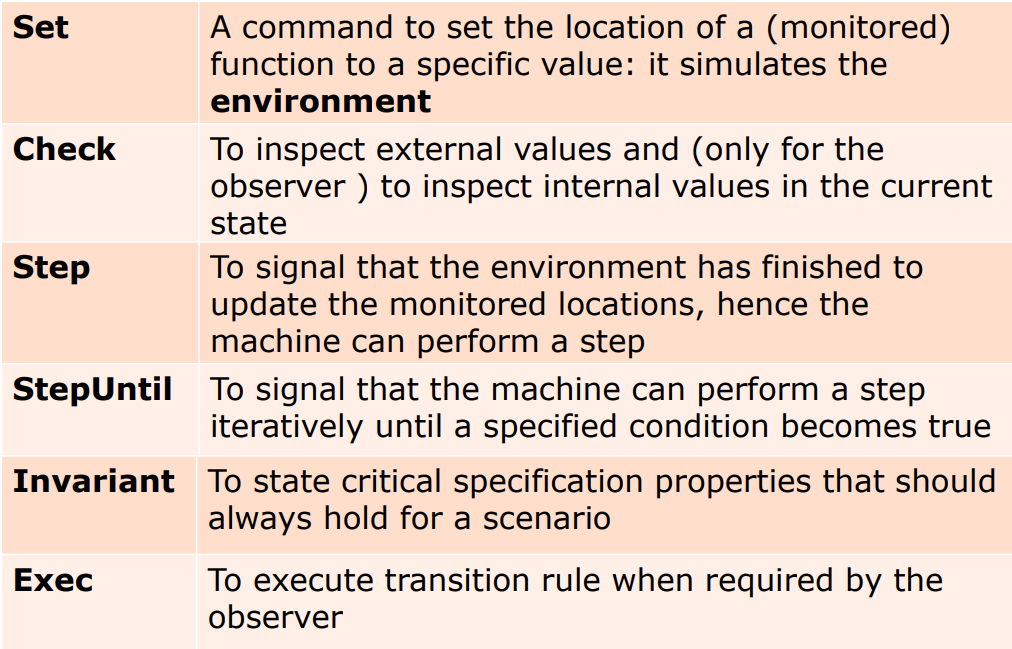 Set A command to set the location of a (monitored)
function to a specific value: it simulates the
environment
Check To inspect external values and (only for the
observer ) to inspect internal values in the current
state
Step To signal that the environment has finished to
update the monitored locations, hence the
machine can perform a step
StepUntil To signal that the machine can perform a step
iteratively until a specified condition becomes true
Invariant To state critical specification properties that should
always hold for a scenario
Exec To execute transition rule when required by the
observer